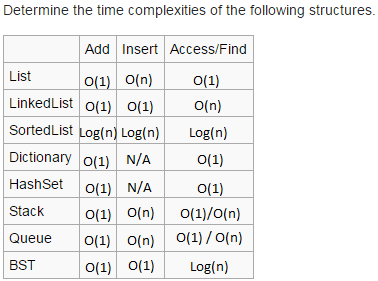 Determine the time complexities of the following structures.
Add Insert Access/Find
List O(1) O(n) O(1)
LinkedList O(1) O(1) O(n)
SortedList Log(n) Log(n) Log(n)
Dictionary O(1) N/A O(1)
HashSet O(1) N/A O(1)
Stack O(1) O(n) O(1)/O(n)
Queue O(1) O(n) O(1) / O(n)
BST O(1) O(1) Log(n)